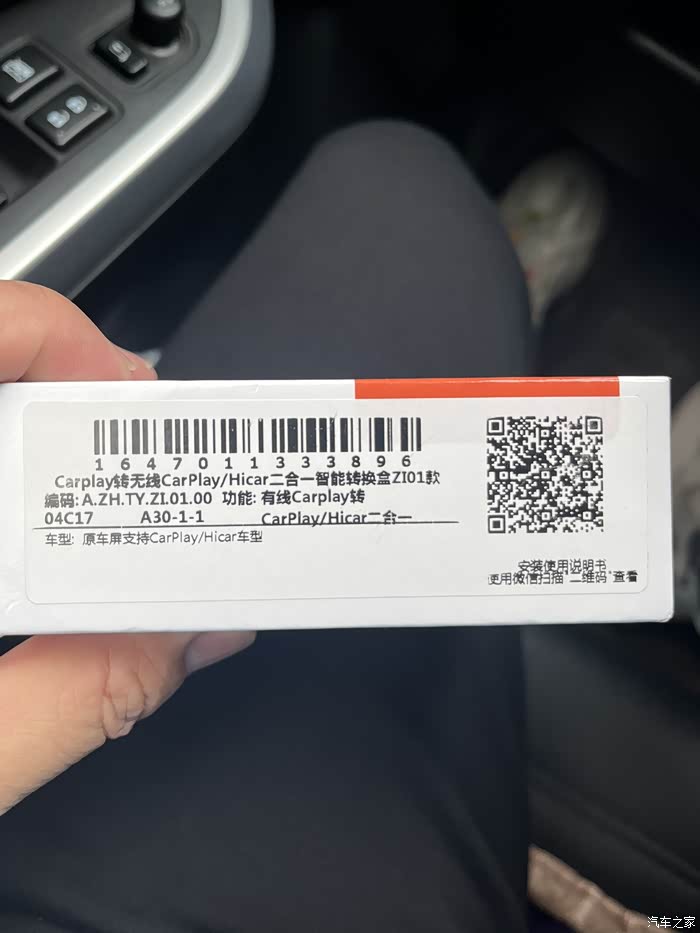 1647011333896
Carplay转无线CarPlay/Hicar二合一智能转换盒ZI01款
编码: A.ZH.TY.ZI.01.00 功能: 有线Carplay转
04C17 A30-1-1 CarPlay/Hicar二合一
车型: 原车屏支持CarPlay/Hicar车型
安装使用说明书
使用微信扫描"二维码"查看
汽车之家